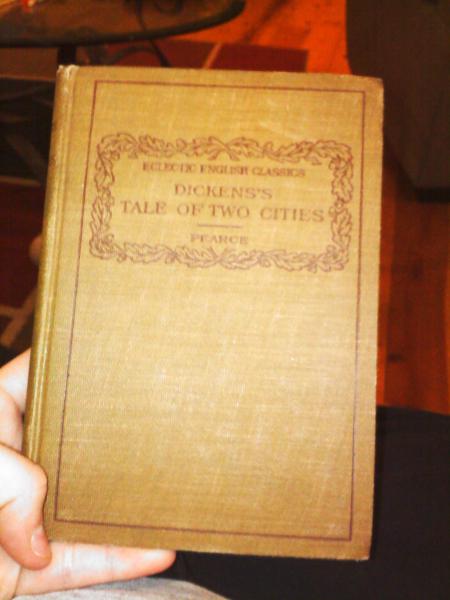 ECLECTIC ENGLISH CLASSICS
DICKENS'S
TALE OF TWO CITIES
PEARCE